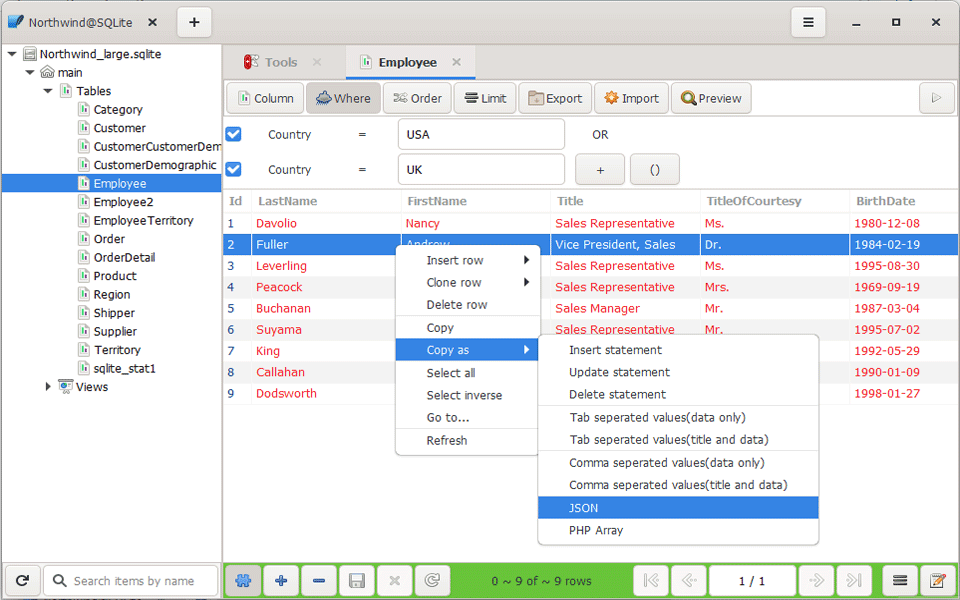 Northwind@SQLite
Northwind_large.sqlite
main
Tables
Category
Customer
CustomerCustomerDem
CustomerDemographic
Employee
Employee2
EmployeeTerritory
Order
OrderDetail
Product
Region
Shipper
Supplier
Territory
sqlite_stat1
Views
Search items by name
Tools
Employee
Column Where Order Limit Export Import Preview
Country = USA OR
Country = UK + ()
Id LastName FirstName Title TitleOfCourtesy BirthDate
1 Davolio Nancy Sales Representative Ms. 1980-12-08
2 Fuller Andrew Vice President, Sales Dr. 1984-02-19
3 Leverling Sales Representative Ms. 1995-08-30
4 Peacock Sales Representative Mrs. 1969-09-19
5 Buchanan Sales Manager Mr. 1987-03-04
6 Suyama Sales Representative Mr. 1995-07-02
7 King 1992-05-29
8 Callahan 1990-01-09
9 Dodsworth 1998-01-27
Insert row
Clone row
Delete row
Copy
Copy as
Select all
Select inverse
Go to...
Refresh
Insert statement
Update statement
Delete statement
Tab seperated values(data only)
Tab seperated values(title and data)
Comma seperated values(data only)
Comma seperated values(title and data)
JSON
PHP Array
0 ~ 9 of ~ 9 rows
1 / 1